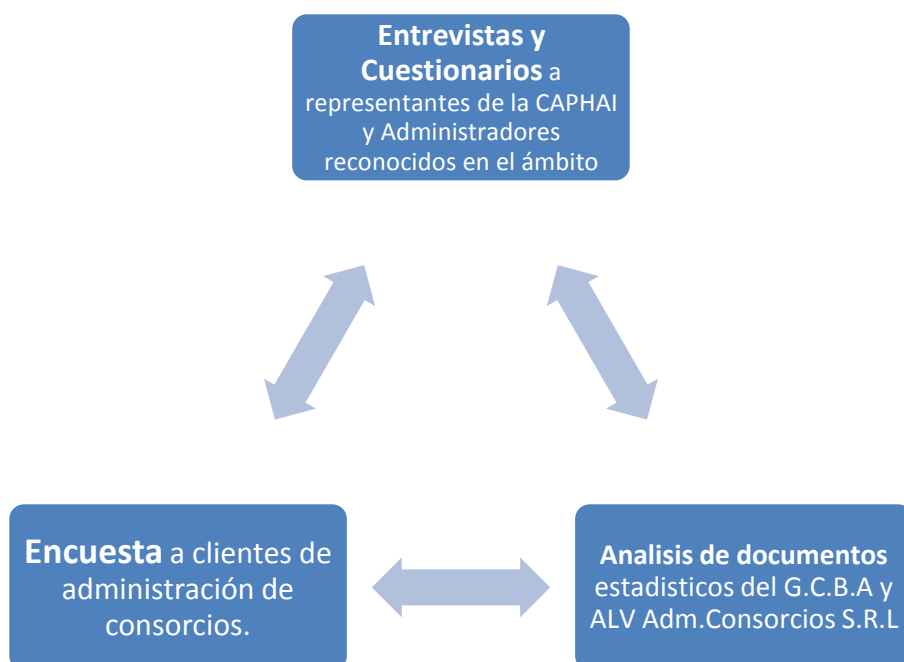 Entrevistas y
Cuestionarios a
representantes de la CAPHAI
y Administradores
reconocidos en el ámbito
Encuesta a clientes de
administración de
consorcios.
Analisis de documentos
estadisticos del G.C.B.A y
ALV Adm.Consorcios S.R.L